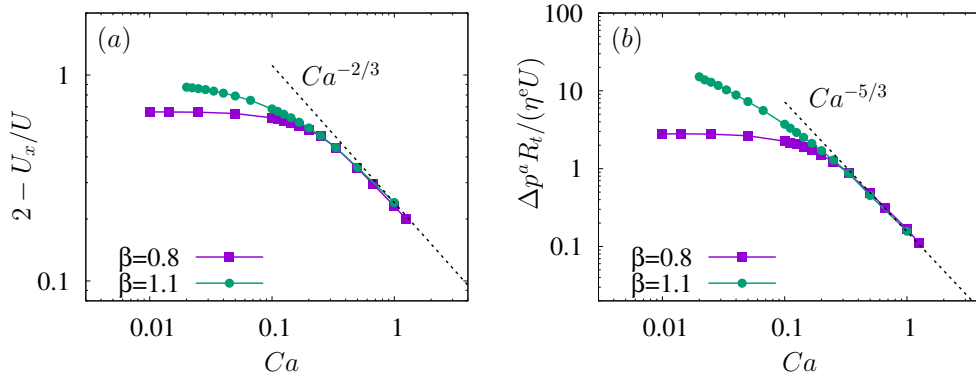 (a)
Ca^{-2/3}
2 − U_x/U
1
0.1
β=0.8
β=1.1
0.01 0.1 1
Ca
(b)
Ca^{-5/3}
Δp^a R_t/(η^e U)
100
10
1
0.1
β=0.8
β=1.1
0.01 0.1 1
Ca